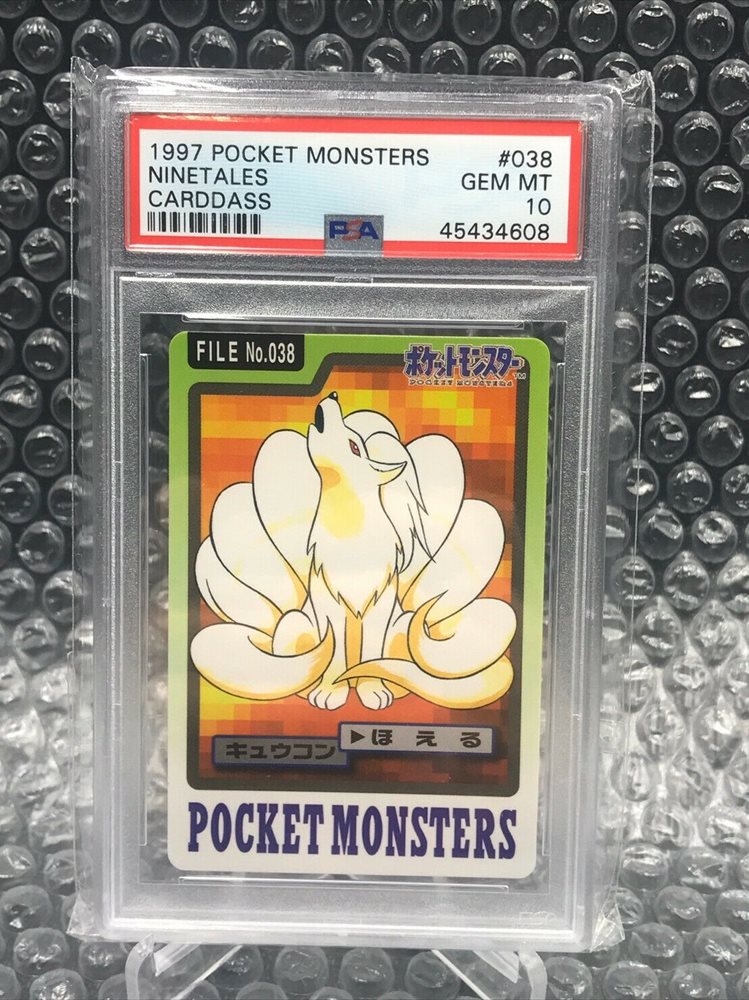 1997 POCKET MONSTERS #038
NINETALES GEM MT
CARDDASS 10
PSA 45434608
FILE No.038
ポケットモンスター TM
POCKET MONSTERS
キュウコン
▶ほえる
POCKET MONSTERS